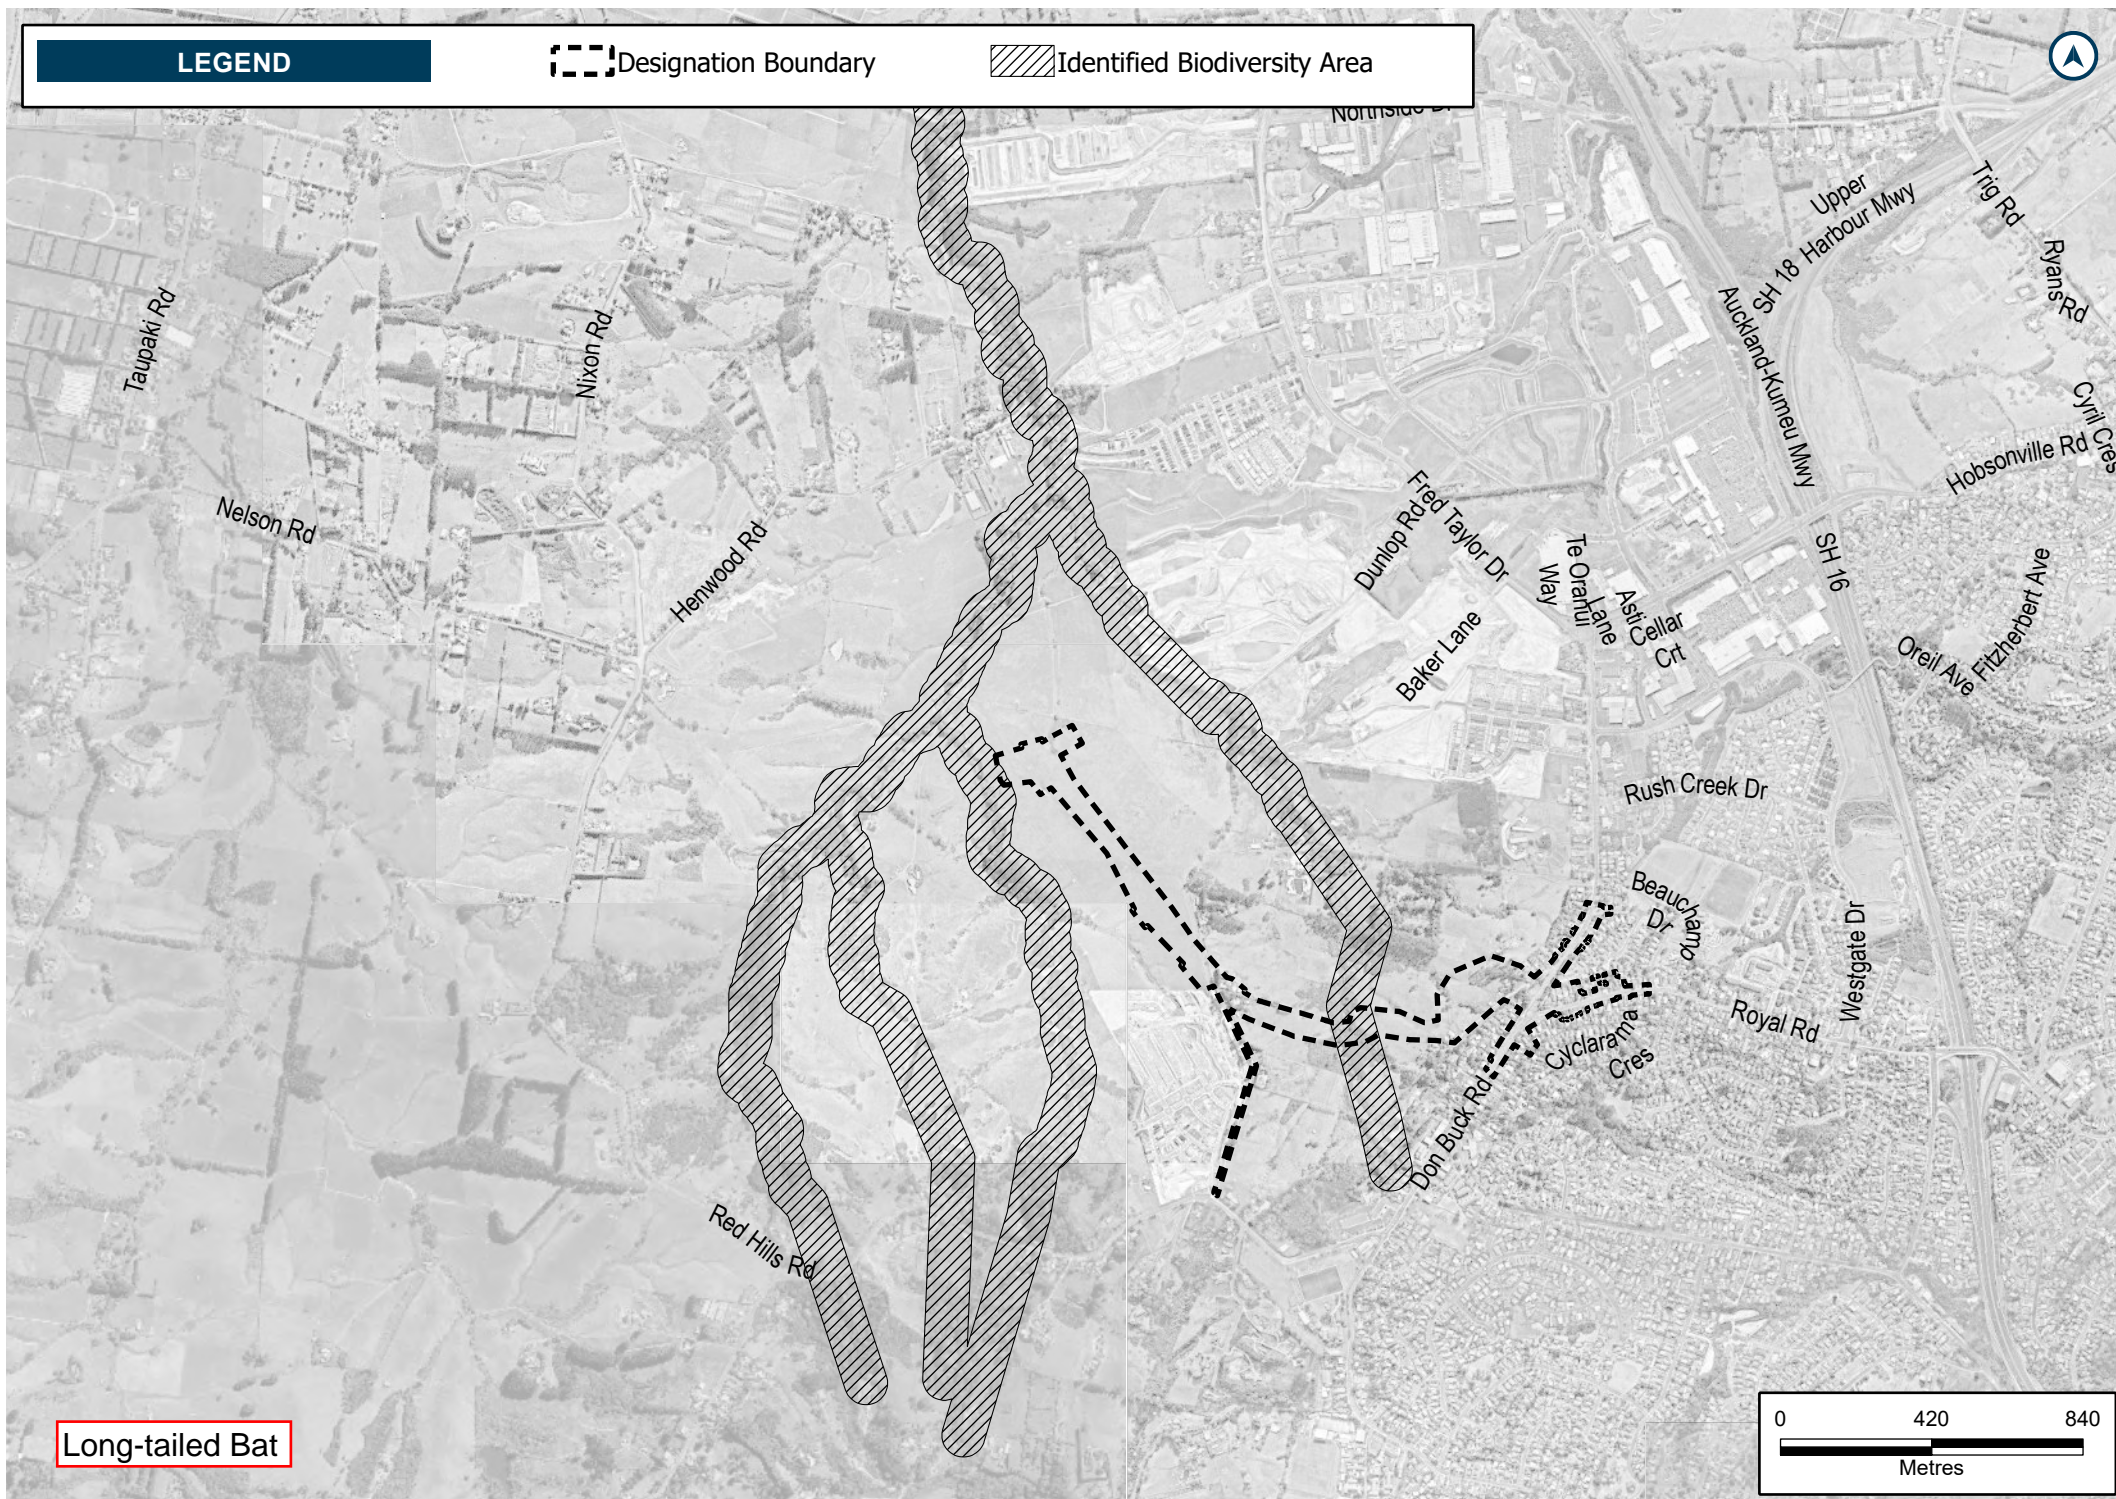 LEGEND
Designation Boundary
Identified Biodiversity Area
Northside Dr
Upper
Harbour Mwy
SH 18
Trig Rd
Ryans Rd
Taupaki Rd
Nixon Rd
Auckland-Kumeu Mwy
Cyril Cres
Hobsonville Rd
Nelson Rd
Henwood Rd
Fred Taylor Dr
Dunlop Rd
Te Oranui
Way
SH 16
Asti
Lane
Cellar
Crt
Baker Lane
Fitzherbert Ave
Oreil Ave
Rush Creek Dr
Beauchamp
Dr
Westgate Dr
Royal Rd
Cyclarama
Cres
Don Buck Rd
Red Hills Rd
Long-tailed Bat
0 420 840
Metres